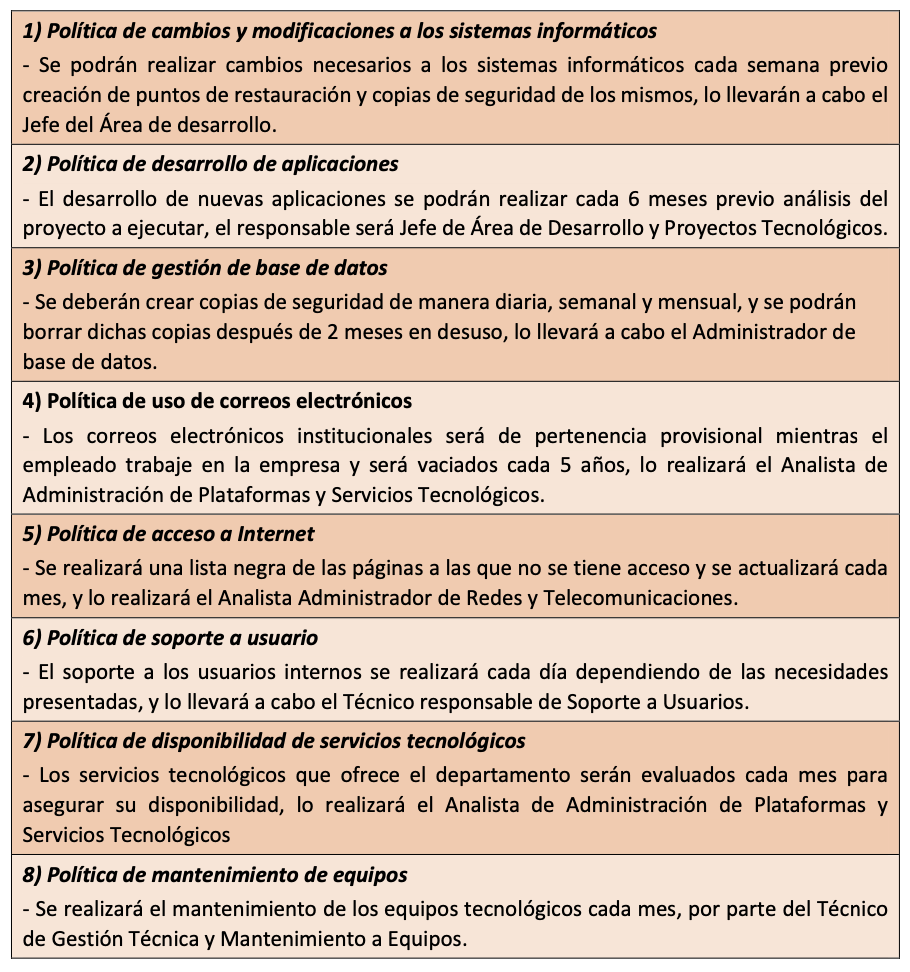 1) Política de cambios y modificaciones a los sistemas informáticos
- Se podrán realizar cambios necesarios a los sistemas informáticos cada semana previo
creación de puntos de restauración y copias de seguridad de los mismos, lo llevarán a cabo el
Jefe del Área de desarrollo.
2) Política de desarrollo de aplicaciones
- El desarrollo de nuevas aplicaciones se podrán realizar cada 6 meses previo análisis del
proyecto a ejecutar, el responsable será Jefe de Área de Desarrollo y Proyectos Tecnológicos.
3) Política de gestión de base de datos
- Se deberán crear copias de seguridad de manera diaria, semanal y mensual, y se podrán
borrar dichas copias después de 2 meses en desuso, lo llevará a cabo el Administrador de
base de datos.
4) Política de uso de correos electrónicos
- Los correos electrónicos institucionales será de pertenencia provisional mientras el
empleado trabaje en la empresa y será vaciados cada 5 años, lo realizará el Analista de
Administración de Plataformas y Servicios Tecnológicos.
5) Política de acceso a Internet
- Se realizará una lista negra de las páginas a las que no se tiene acceso y se actualizará cada
mes, y lo realizará el Analista Administrador de Redes y Telecomunicaciones.
6) Política de soporte a usuario
- El soporte a los usuarios internos se realizará cada día dependiendo de las necesidades
presentadas, y lo llevará a cabo el Técnico responsable de Soporte a Usuarios.
7) Política de disponibilidad de servicios tecnológicos
- Los servicios tecnológicos que ofrece el departamento serán evaluados cada mes para
asegurar su disponibilidad, lo realizará el Analista de Administración de Plataformas y
Servicios Tecnológicos
8) Política de mantenimiento de equipos
- Se realizará el mantenimiento de los equipos tecnológicos cada mes, por parte del Técnico
de Gestión Técnica y Mantenimiento a Equipos.